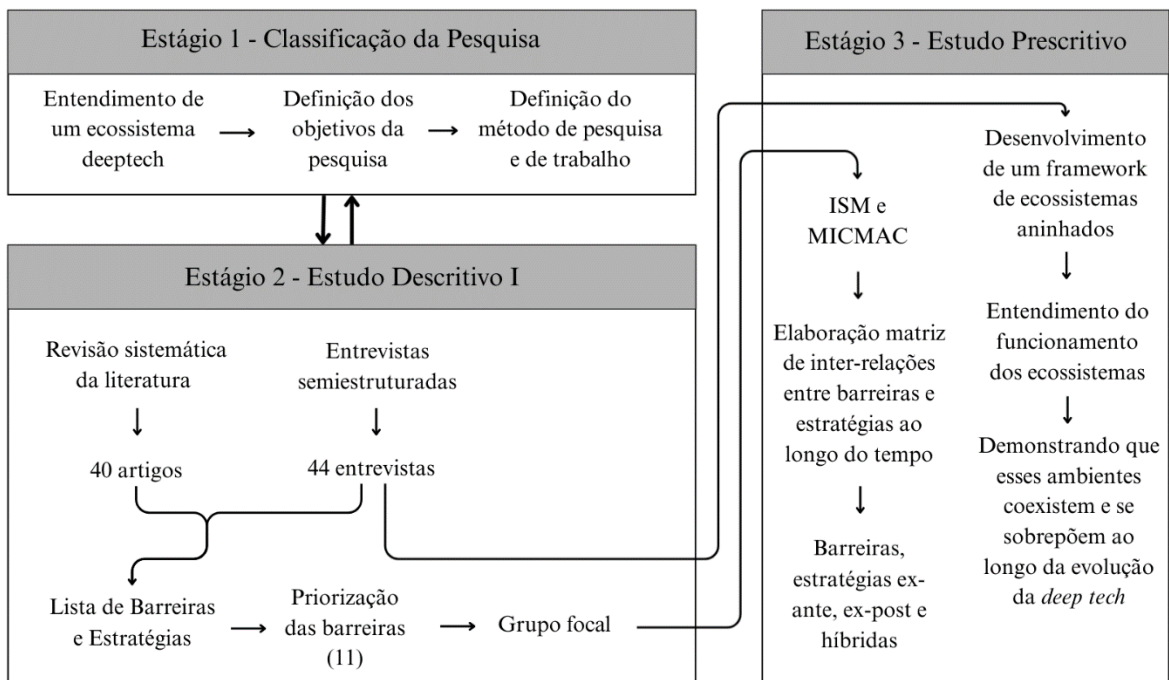 Estágio 1 - Classificação da Pesquisa
Entendimento de
um ecossistema
deeptech
Definição dos
objetivos da
pesquisa
Definição do
método de pesquisa
e de trabalho
Estágio 2 - Estudo Descritivo I
Revisão sistemática
da literatura
Entrevistas
semiestruturadas
40 artigos
44 entrevistas
Lista de Barreiras
e Estratégias
Priorização
das barreiras
(11)
Grupo focal
Estágio 3 - Estudo Prescritivo
ISM e
MICMAC
Elaboração matriz
de inter-relações
entre barreiras e
estratégias ao
longo do tempo
Barreiras,
estratégias ex-
ante, ex-post e
híbridas
Desenvolvimento
de um framework
de ecossistemas
aninhados
Entendimento do
funcionamento
dos ecossistemas
Demonstrando que
esses ambientes
coexistem e se
sobrepõem ao
longo da evolução
da deep tech